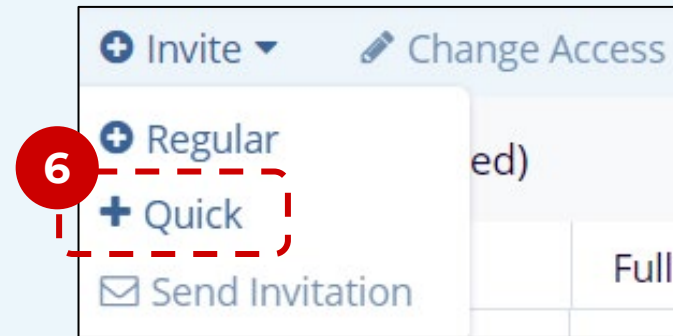 Invite Change Access
Regular
ed)
6
Quick
Full
Send Invitation